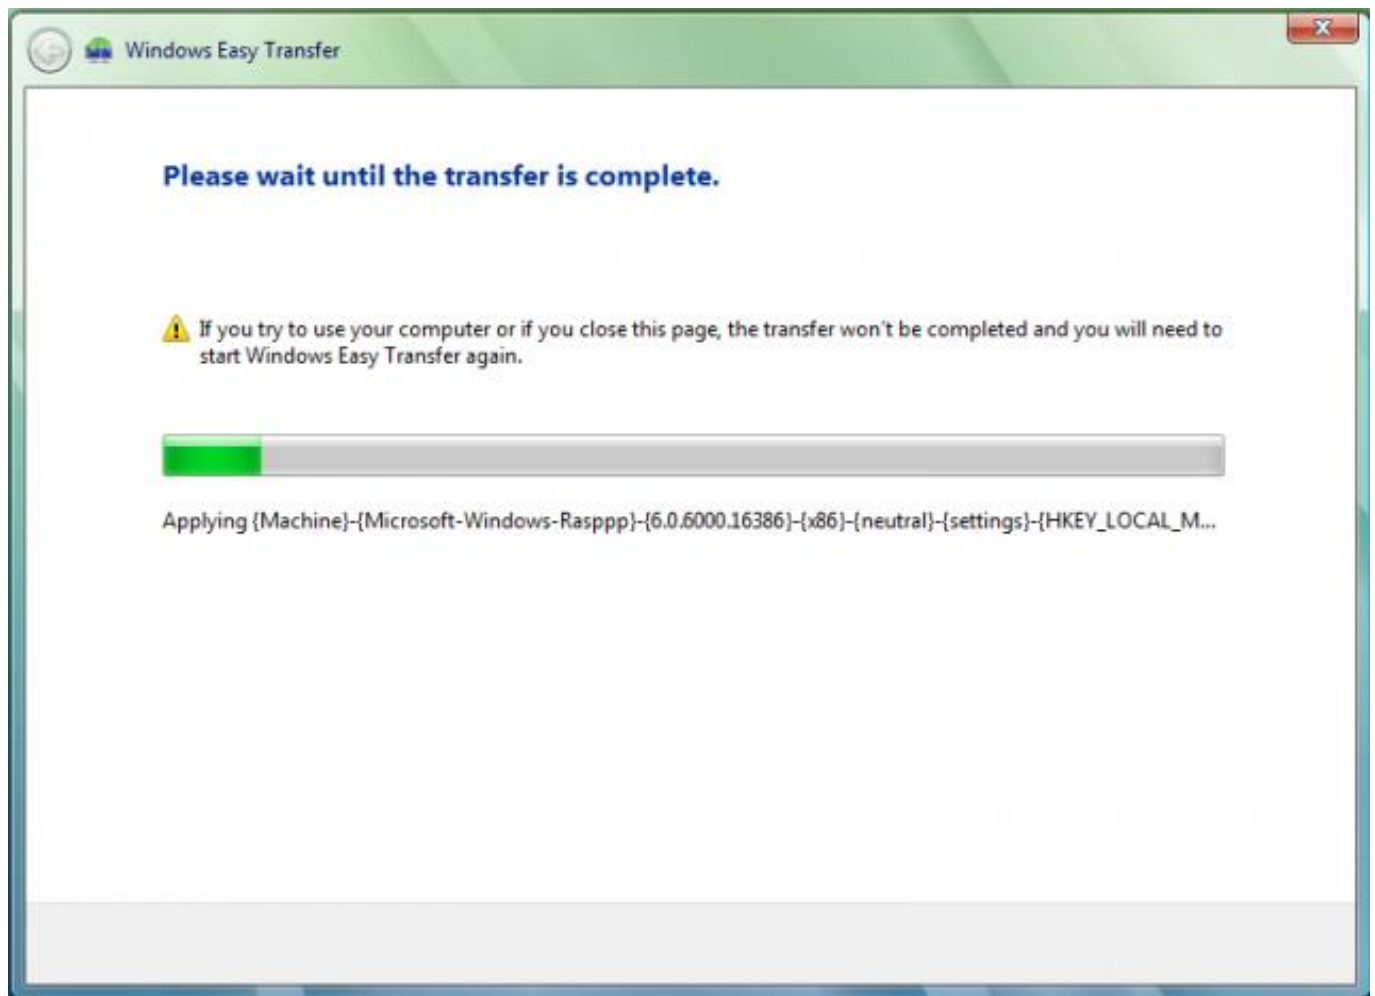 Windows Easy Transfer
Please wait until the transfer is complete.
If you try to use your computer or if you close this page, the transfer won't be completed and you will need to
start Windows Easy Transfer again.
Applying {Machine}-{Microsoft-Windows-Rasppp}-{6.0.6000.16386}-{x86}-{neutral}-{settings}-{HKEY_LOCAL_M...